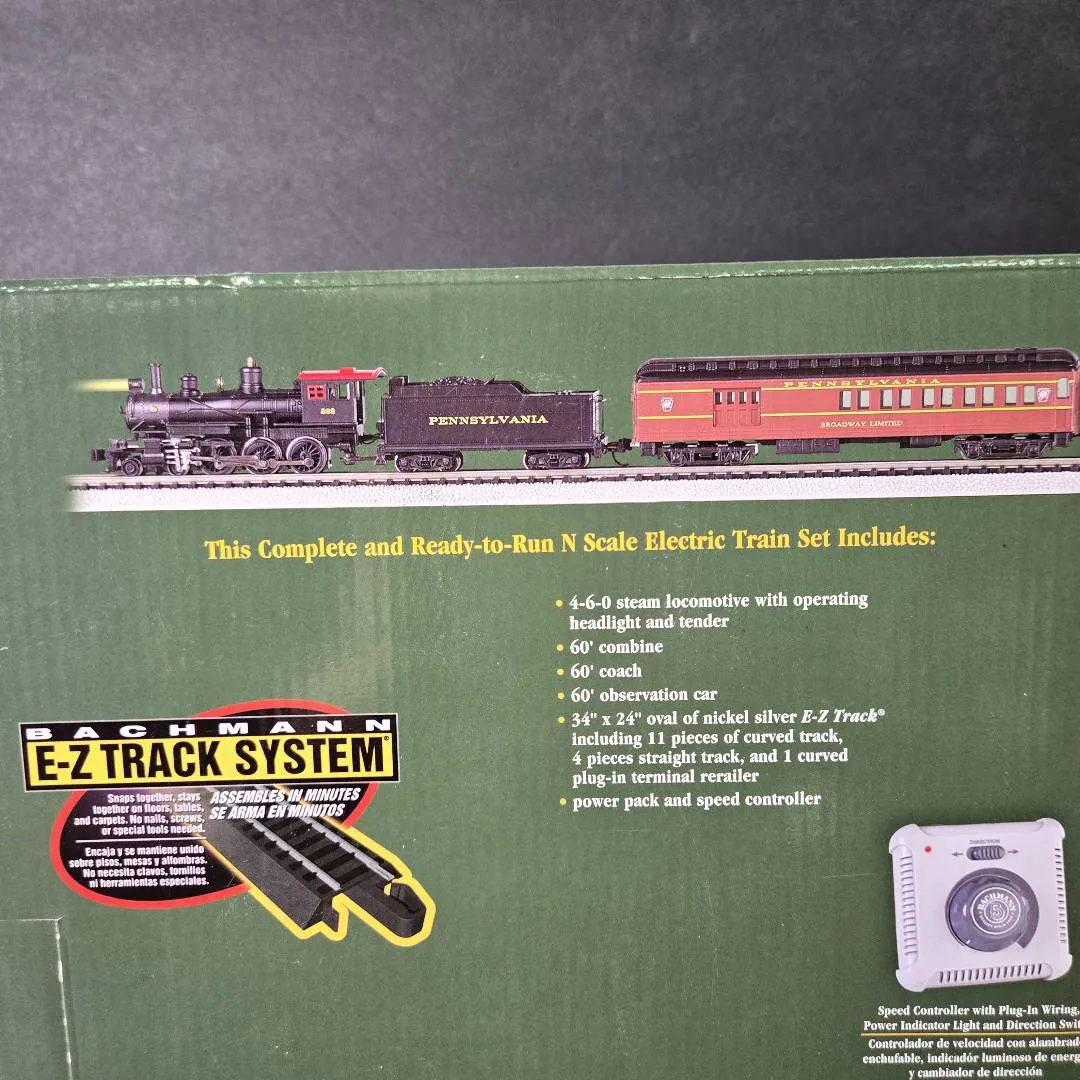 PENNSYLVANIA
PENNSYLVANIA
BROADWAY LIMITED
This Complete and Ready-to-Run N Scale Electric Train Set Includes:
• 4-6-0 steam locomotive with operating
headlight and tender
• 60' combine
• 60' coach
• 60' observation car
• 34" x 24" oval of nickel silver E-Z Track®
including 11 pieces of curved track,
4 pieces straight track, and 1 curved
plug-in terminal rerailer
• power pack and speed controller
BACHMANN
E-Z TRACK SYSTEM®
Snaps together, stays
together on floors, tables,
and carpets. No nails, screws,
or special tools needed.
ASSEMBLES IN MINUTES
SE ARMA EN MINUTOS
Encaja y se mantiene unido
sobre pisos, mesas y alfombras.
No necesita clavos, tornillos
ni herramientas especiales.
DIRECTION
BACHMANN
Speed Controller with Plug-In Wiring,
Power Indicator Light and Direction Swit
Controlador de velocidad con alambrad
enchufable, indicadór luminoso de energ
y cambiador de dirección